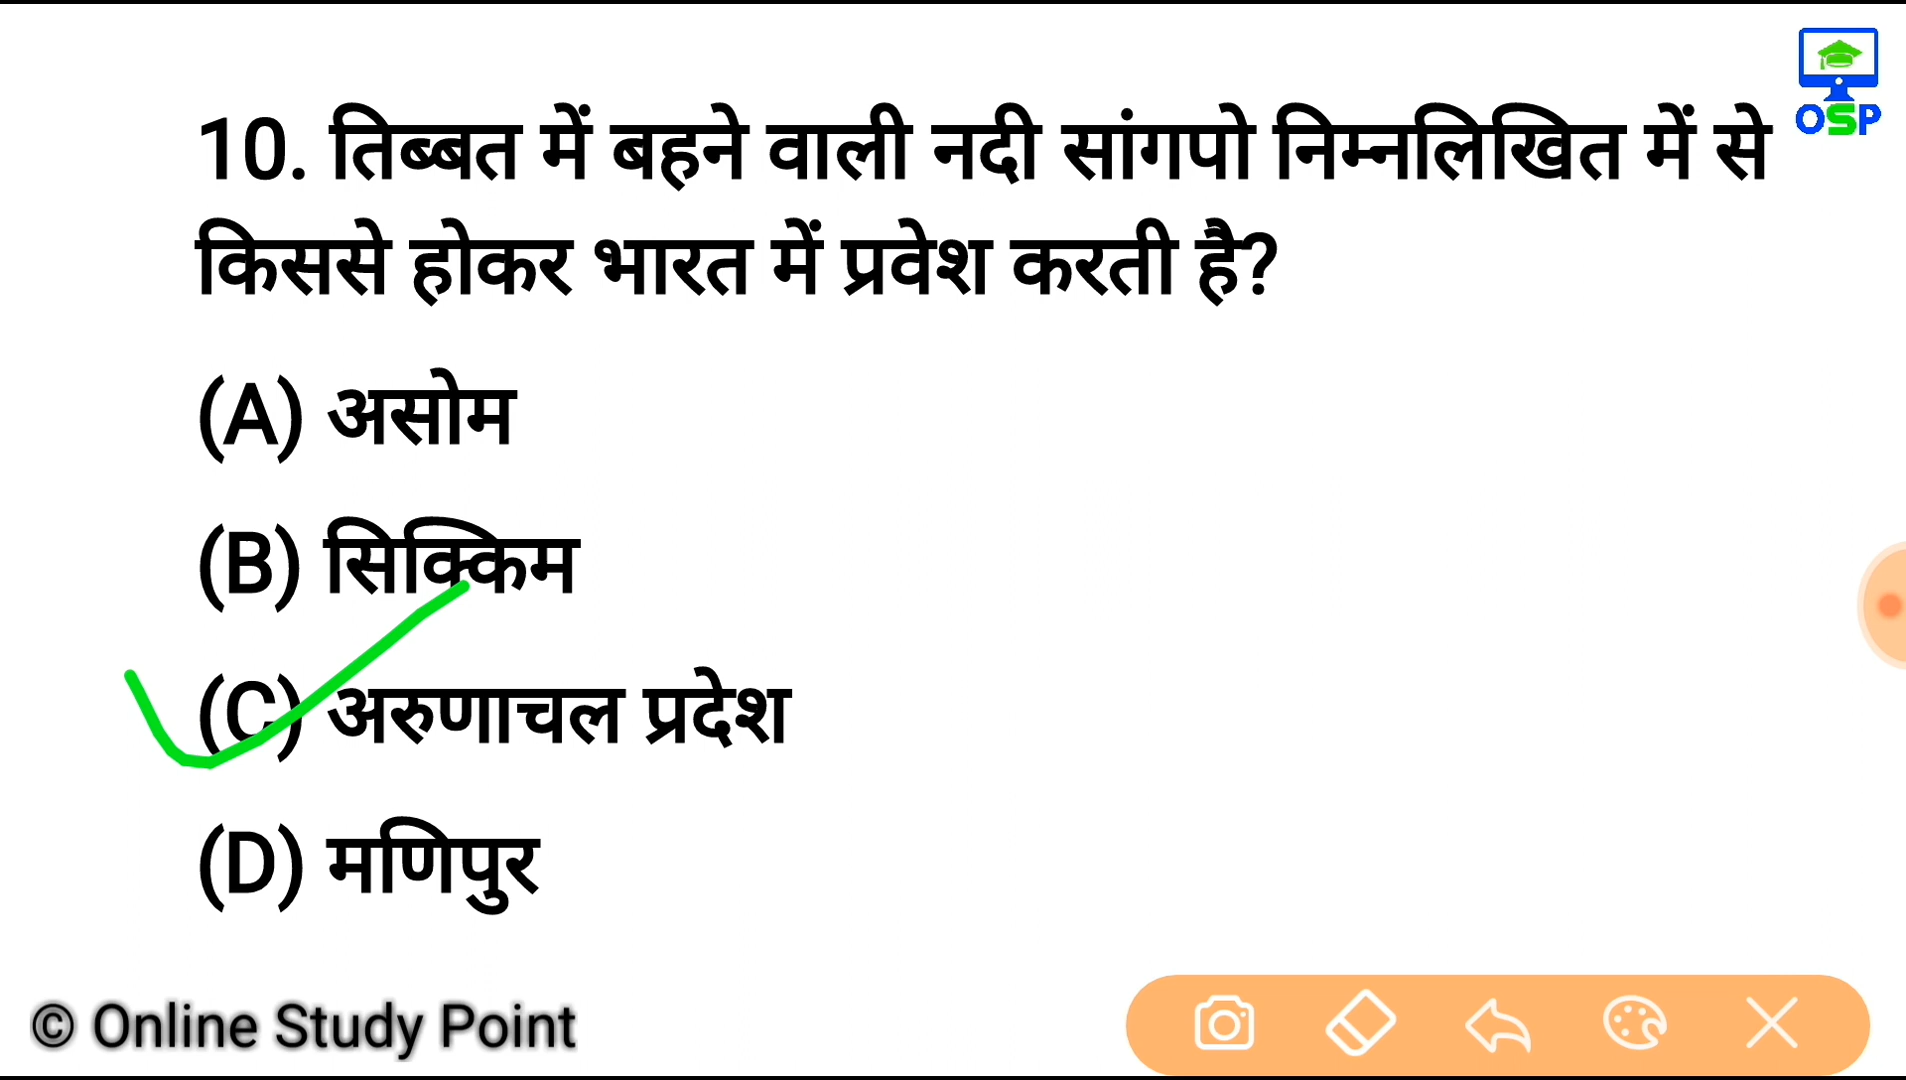 10. तिब्बत में बहने वाली नदी सांगपो निम्नलिखित में से
किससे होकर भारत में प्रवेश करती है?
(A) असोम
(B) सिक्किम
(C) अरुणाचल प्रदेश
(D) मणिपुर
OSP
© Online Study Point